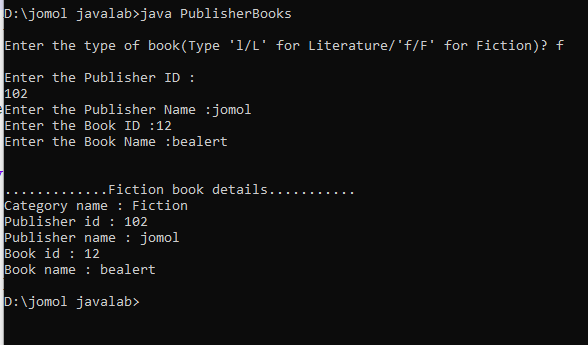 D:\jomol javalab>java PublisherBooks
Enter the type of book(Type 'l/L' for Literature/'f/F' for Fiction)? f
Enter the Publisher ID :
102
Enter the Publisher Name :jomol
Enter the Book ID :12
Enter the Book Name :bealert
.............Fiction book details...........
Category name : Fiction
Publisher id : 102
Publisher name : jomol
Book id : 12
Book name : bealert
D:\jomol javalab>